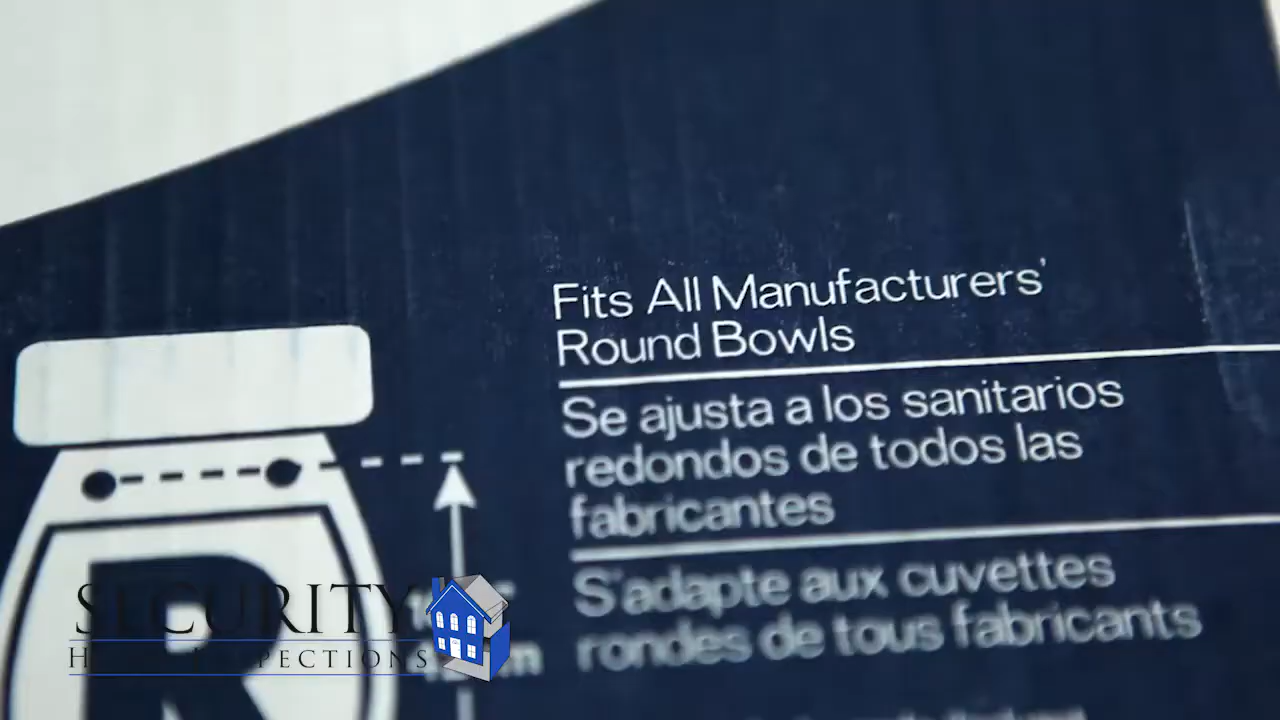 Fits All Manufacturers'
Round Bowls
Se ajusta a los sanitarios
redondos de todos las
fabricantes
S'adapte aux cuvettes
rondes de tous fabricants
R
SECURITY
HOME INSPECTIONS